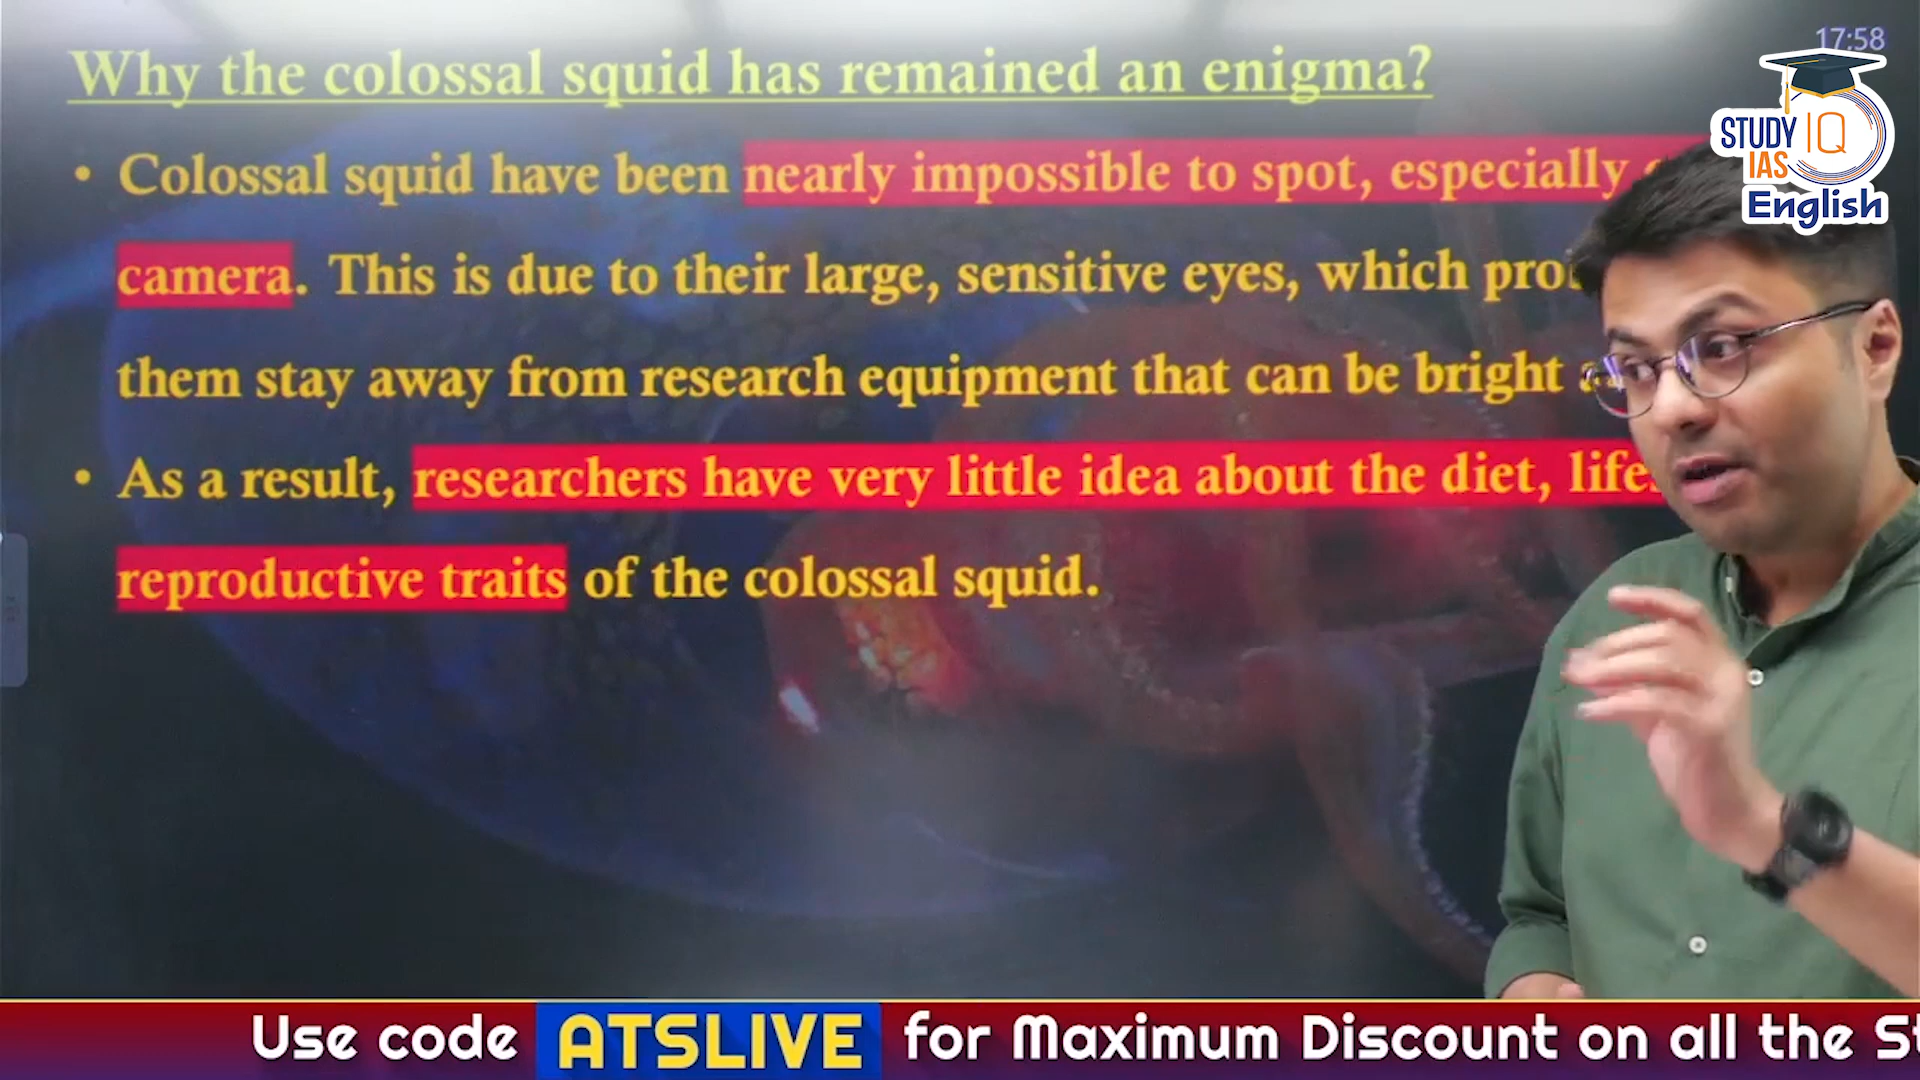 17:58
Why the colossal squid has remained an enigma?
STUDY IQ
IAS
English
• Colossal squid have been nearly impossible to spot, especially
camera. This is due to their large, sensitive eyes, which
them stay away from research equipment that can be bright
• As a result, researchers have very little idea about the diet,
reproductive traits of the colossal squid.
Use code ATSLIVE for Maximum Discount on all the